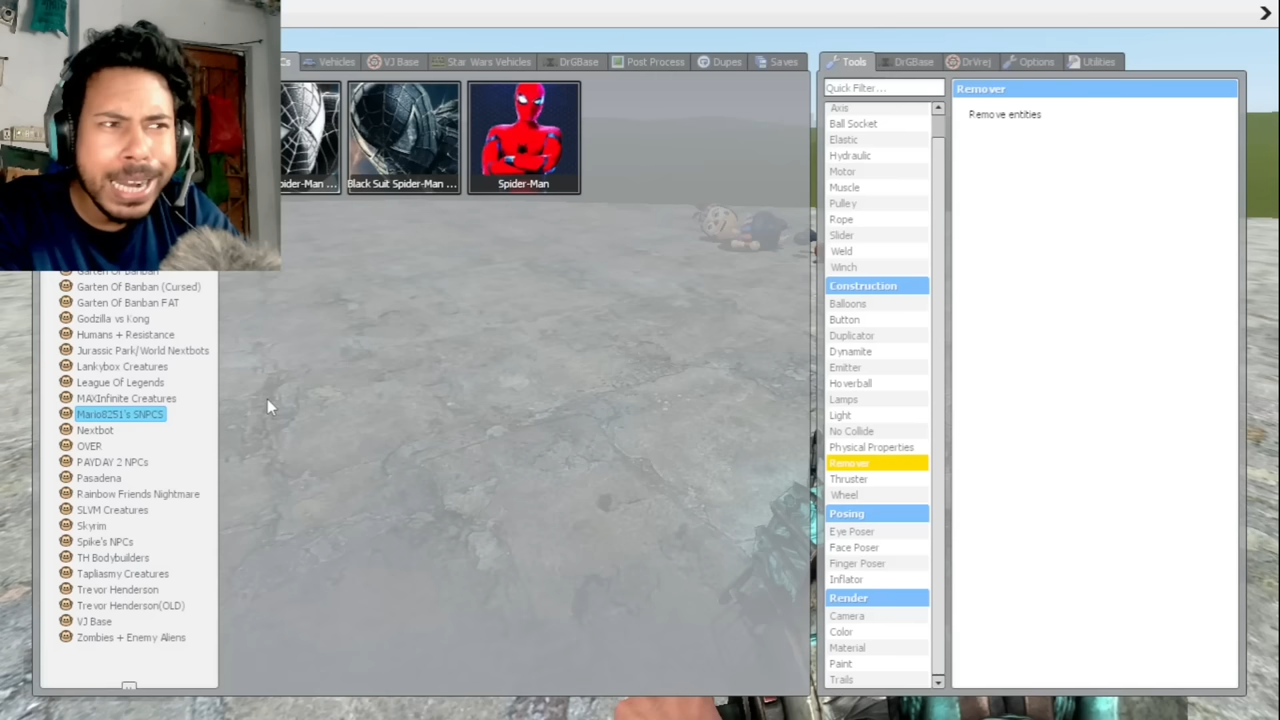 Vehicles
VJ Base
Star Wars Vehicles
DrGBase
Post Process
Dupes
Saves
Tools
DrGBase
DrVrej
Options
Utilities
Black Suit Spider-Man ...
Spider-Man
Quick Filter...
Axis
Ball Socket
Elastic
Hydraulic
Motor
Muscle
Pulley
Rope
Slider
Weld
Winch
Construction
Balloons
Button
Duplicator
Dynamite
Emitter
Hoverball
Lamps
Light
No Collide
Physical Properties
Remover
Thruster
Wheel
Posing
Eye Poser
Face Poser
Finger Poser
Inflator
Render
Camera
Color
Material
Paint
Trails
Remover
Remove entities
Garten Of Banban
Garten Of Banban (Cursed)
Garten Of Banban FAT
Godzilla vs Kong
Humans + Resistance
Jurassic Park/World Nextbots
Lankybox Creatures
League Of Legends
MAXInfinite Creatures
Mario8251's SNPCS
Nextbot
OVER
PAYDAY 2 NPCs
Pasadena
Rainbow Friends Nightmare
SLVM Creatures
Skyrim
Spike's NPCs
TH Bodybuilders
Tapliasmy Creatures
Trevor Henderson
Trevor Henderson(OLD)
VJ Base
Zombies + Enemy Aliens